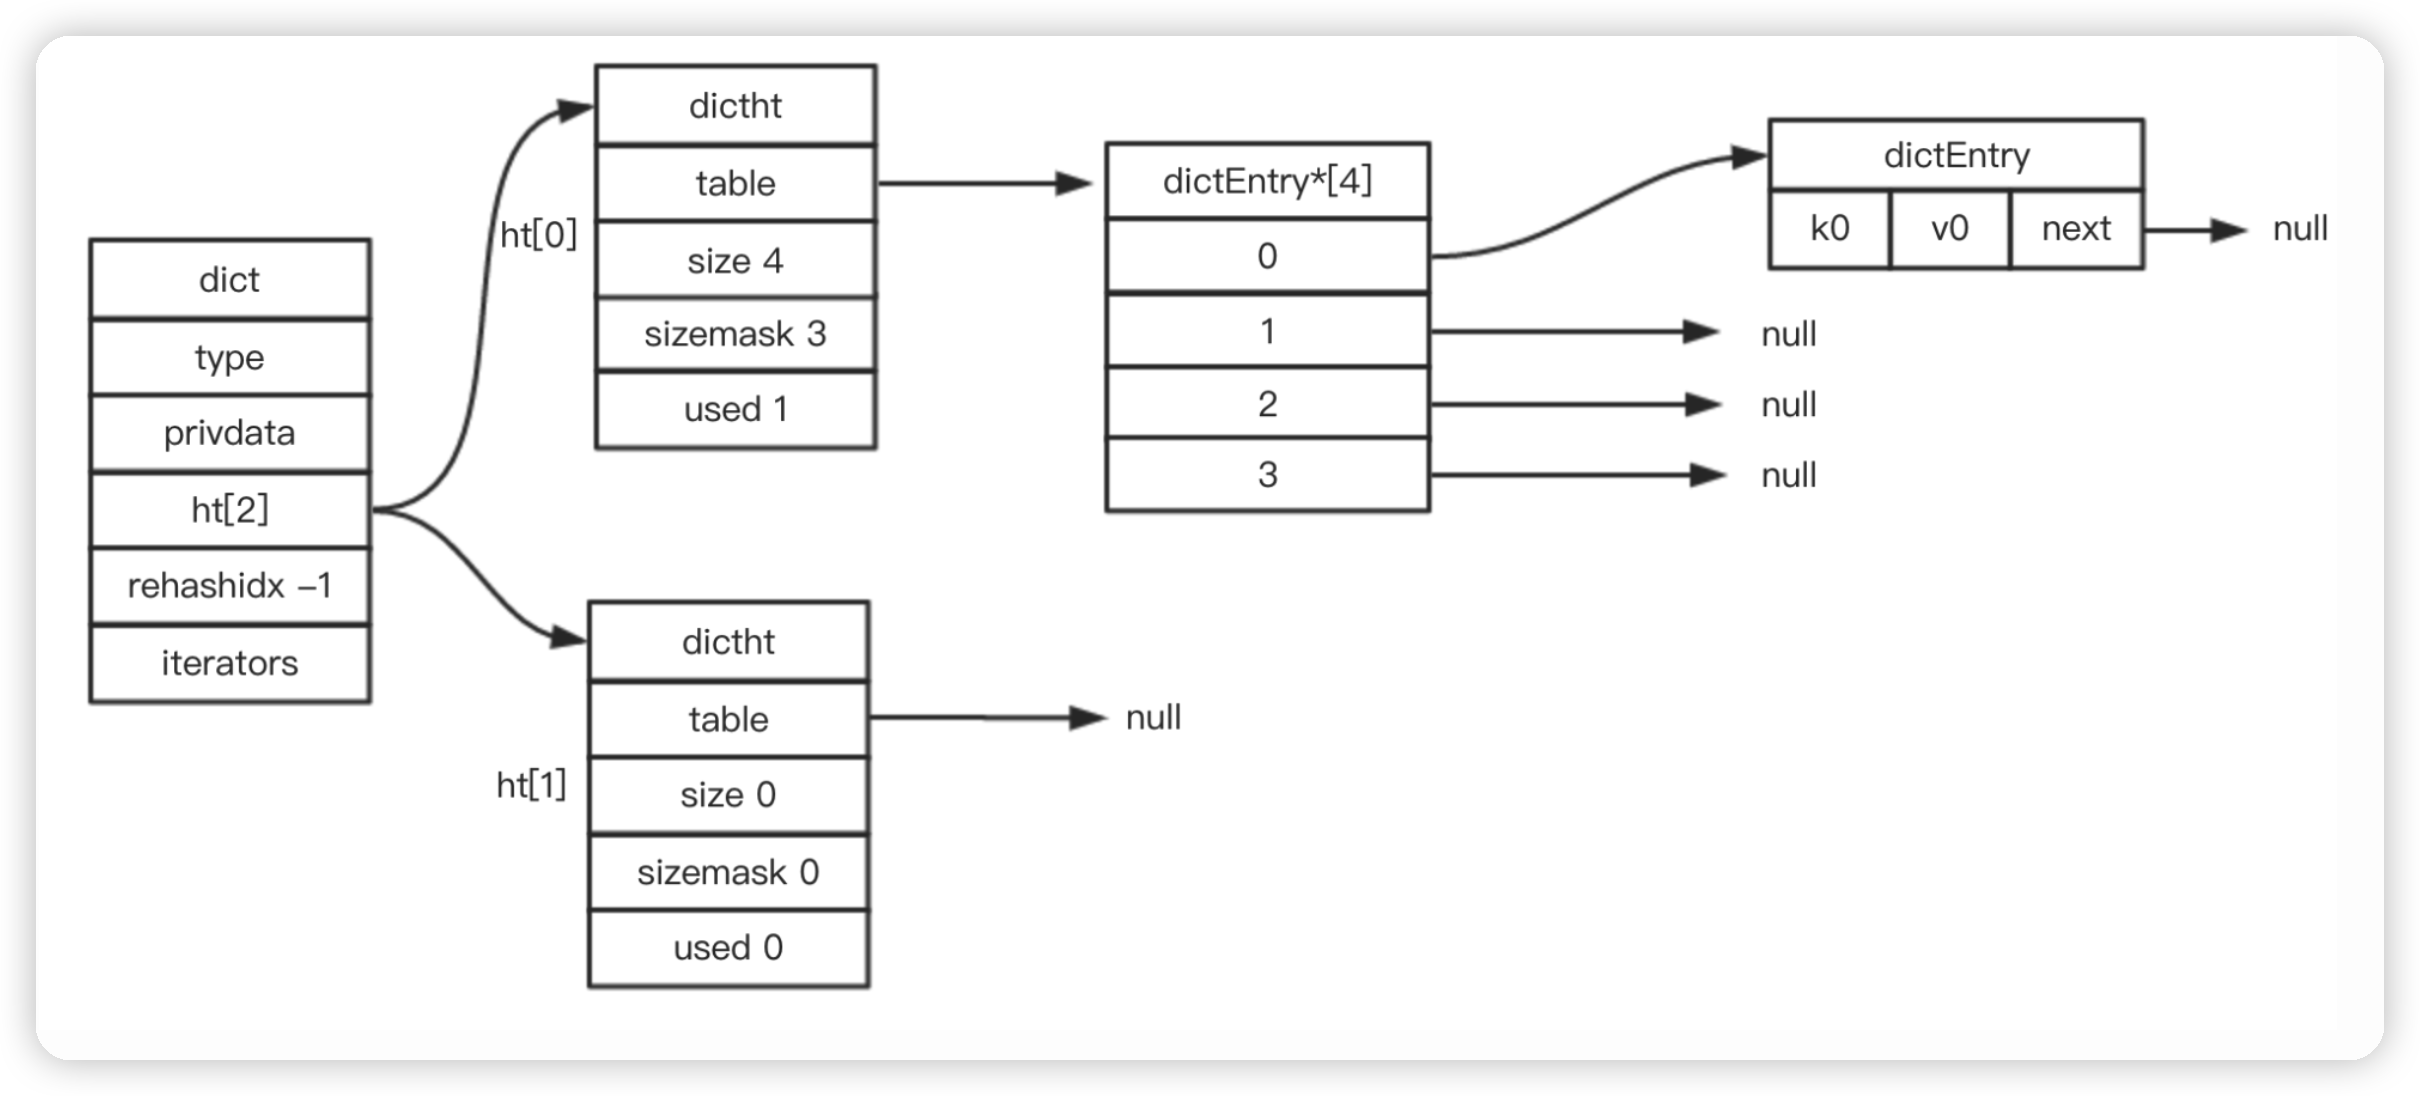 dict
type
privdata
ht[2]
rehashidx –1
iterators
ht[0]
dictht
table
size 4
sizemask 3
used 1
dictEntry*[4]
0
1
2
3
dictEntry
k0 v0 next
null
null
null
null
ht[1]
dictht
table
size 0
sizemask 0
used 0
null